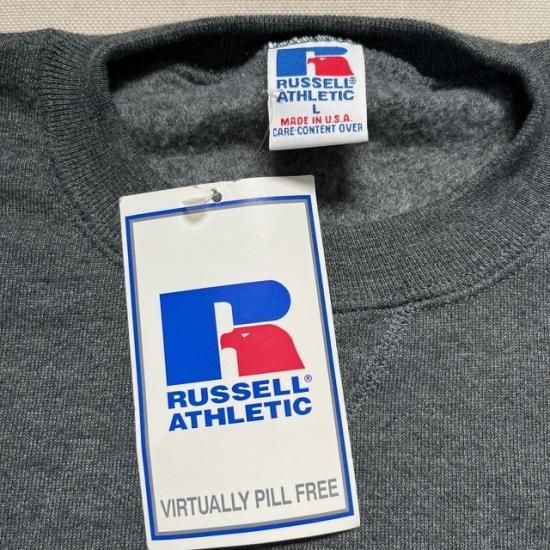 RUSSELL®
ATHLETIC
L
MADE IN U.S.A.
CARE-CONTENT OVER
RUSSELL®
ATHLETIC
VIRTUALLY PILL FREE